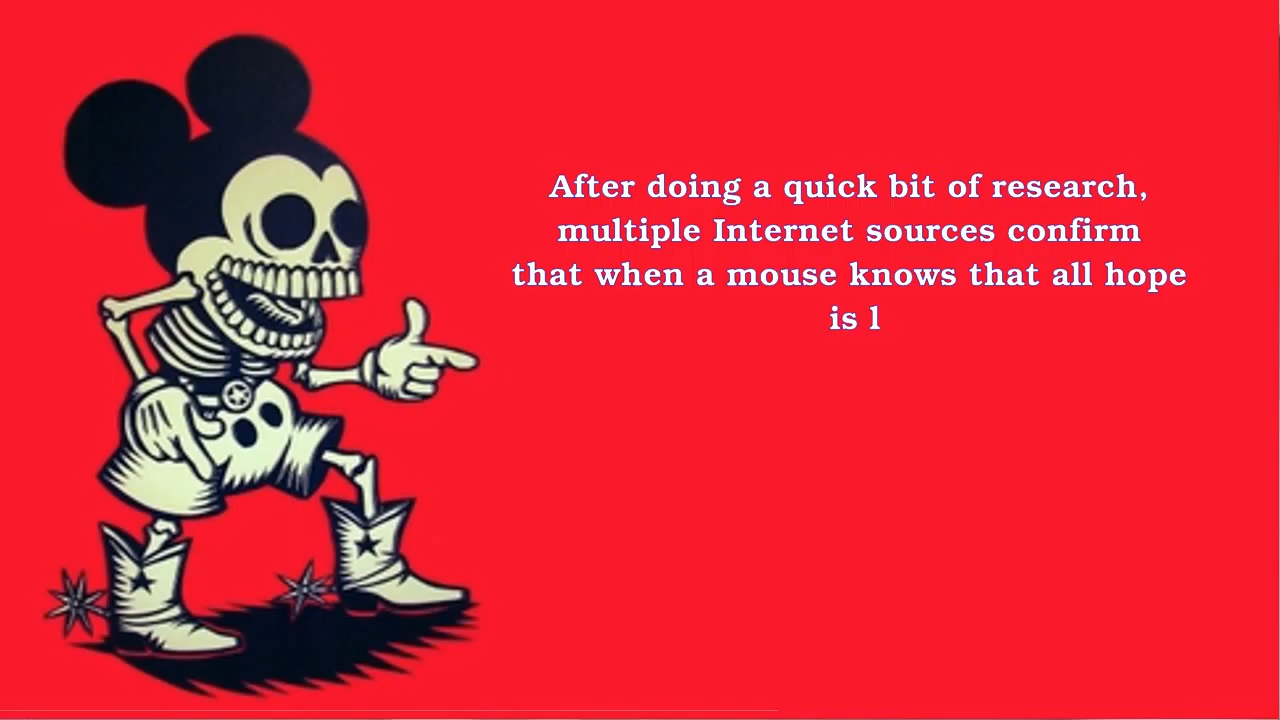 After doing a quick bit of research,
multiple Internet sources confirm
that when a mouse knows that all hope
is l